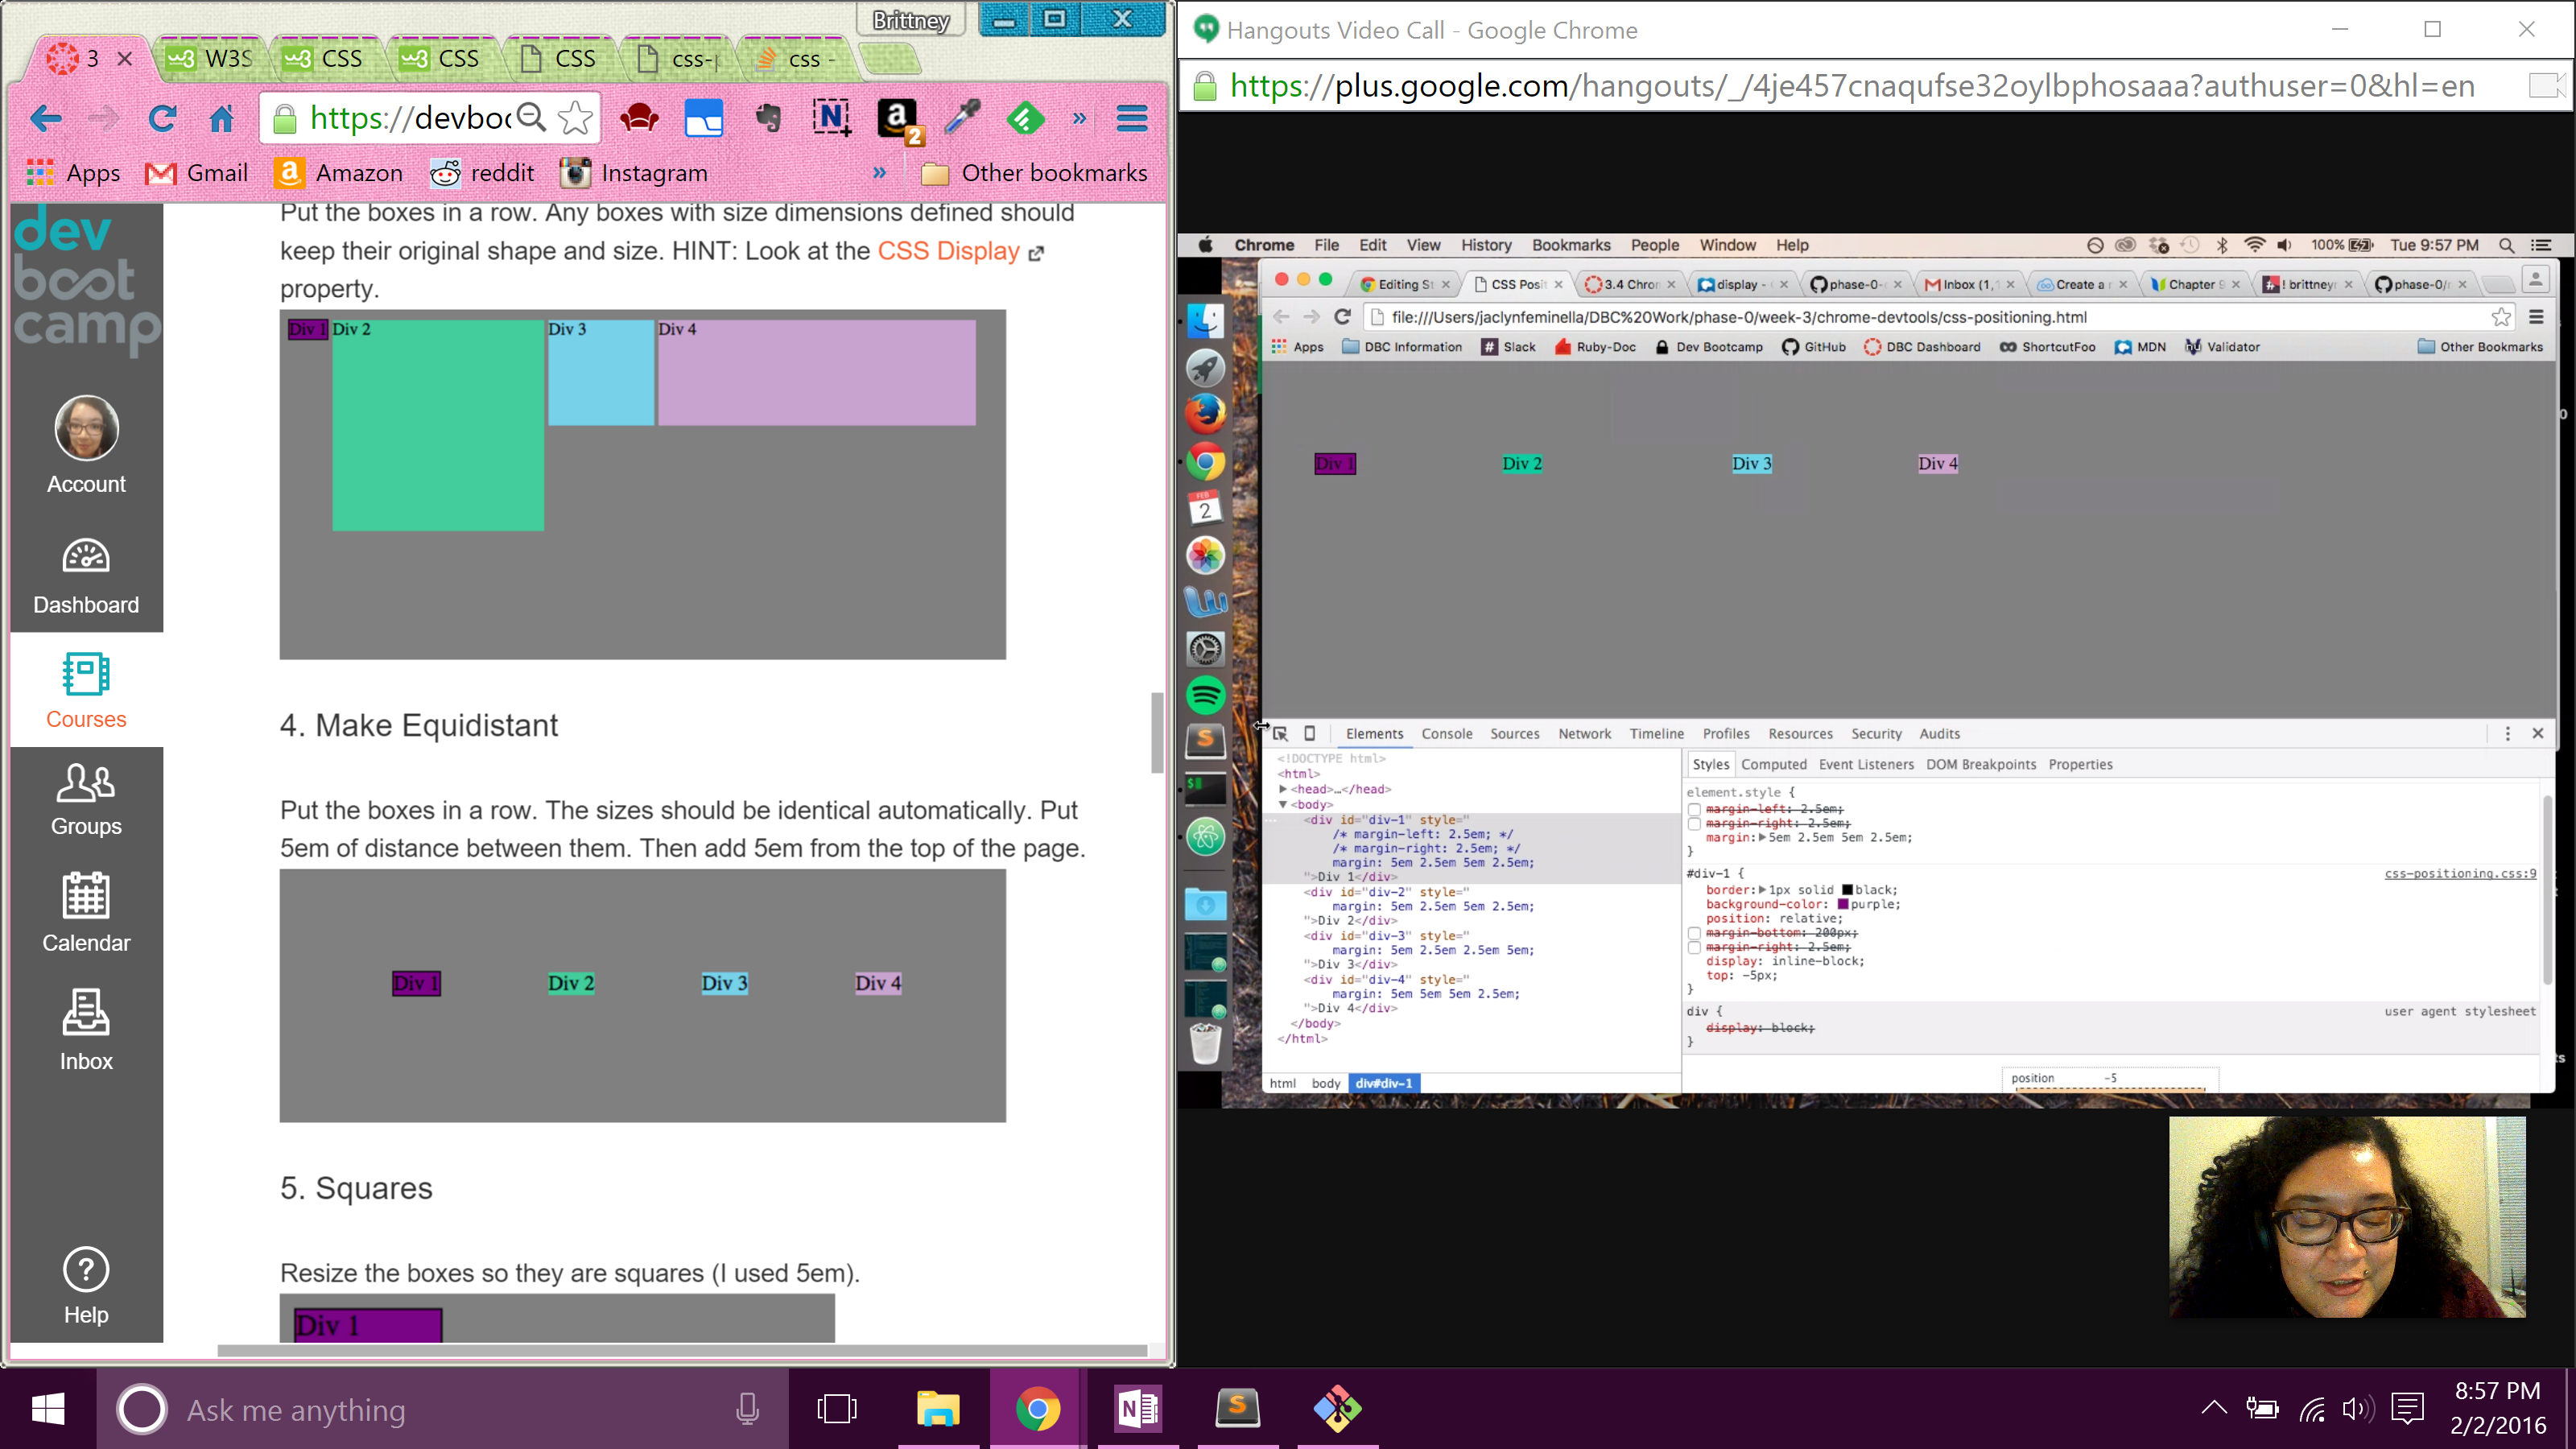 Brittney
3
W3S
CSS
CSS
CSS
css-p
css -
https://devboo
2
Apps
Gmail
Amazon
reddit
Instagram
»
Other bookmarks
dev
boot
camp
Account
Dashboard
Courses
Groups
Calendar
Inbox
Help
Put the boxes in a row. Any boxes with size dimensions defined should
keep their original shape and size. HINT: Look at the CSS Display
property.
Div 1 Div 2 Div 3 Div 4
4. Make Equidistant
Put the boxes in a row. The sizes should be identical automatically. Put
5em of distance between them. Then add 5em from the top of the page.
Div 1 Div 2 Div 3 Div 4
5. Squares
Resize the boxes so they are squares (I used 5em).
Div 1
Hangouts Video Call - Google Chrome
https://plus.google.com/hangouts/_/4je457cnaqufse32oylbphosaaa?authuser=0&hl=en
Chrome File Edit View History Bookmarks People Window Help 100% Tue 9:57 PM
Editing St
CSS Posit
3.4 Chron
display -
phase-0-
Inbox (1,
Create a
Chapter 9
! brittney
phase-0/
file:///Users/jaclynfeminella/DBC%20Work/phase-0/week-3/chrome-devtools/css-positioning.html
Apps DBC Information Slack Ruby-Doc Dev Bootcamp GitHub DBC Dashboard ShortcutFoo MDN Validator Other Bookmarks
Div 1 Div 2 Div 3 Div 4
FEB
2
Elements Console Sources Network Timeline Profiles Resources Security Audits
<!DOCTYPE html>
<html>
<head>…</head>
<body>
<div id="div-1" style="
/* margin-left: 2.5em; */
/* margin-right: 2.5em; */
margin: 5em 2.5em 5em 2.5em;
">Div 1</div>
<div id="div-2" style="
margin: 5em 2.5em 5em 2.5em;
">Div 2</div>
<div id="div-3" style="
margin: 5em 2.5em 2.5em 5em;
">Div 3</div>
<div id="div-4" style="
margin: 5em 5em 5em 2.5em;
">Div 4</div>
</body>
</html>
html body div#div-1
Styles Computed Event Listeners DOM Breakpoints Properties
element.style {
margin-left: 2.5em;
margin-right: 2.5em;
margin: 5em 2.5em 5em 2.5em;
}
#div-1 { css-positioning.css:9
border: 1px solid black;
background-color: purple;
position: relative;
margin-bottom: 200px;
margin-right: 2.5em;
display: inline-block;
top: -5px;
}
div { user agent stylesheet
display: block;
}
position -5
Ask me anything
8:57 PM
2/2/2016